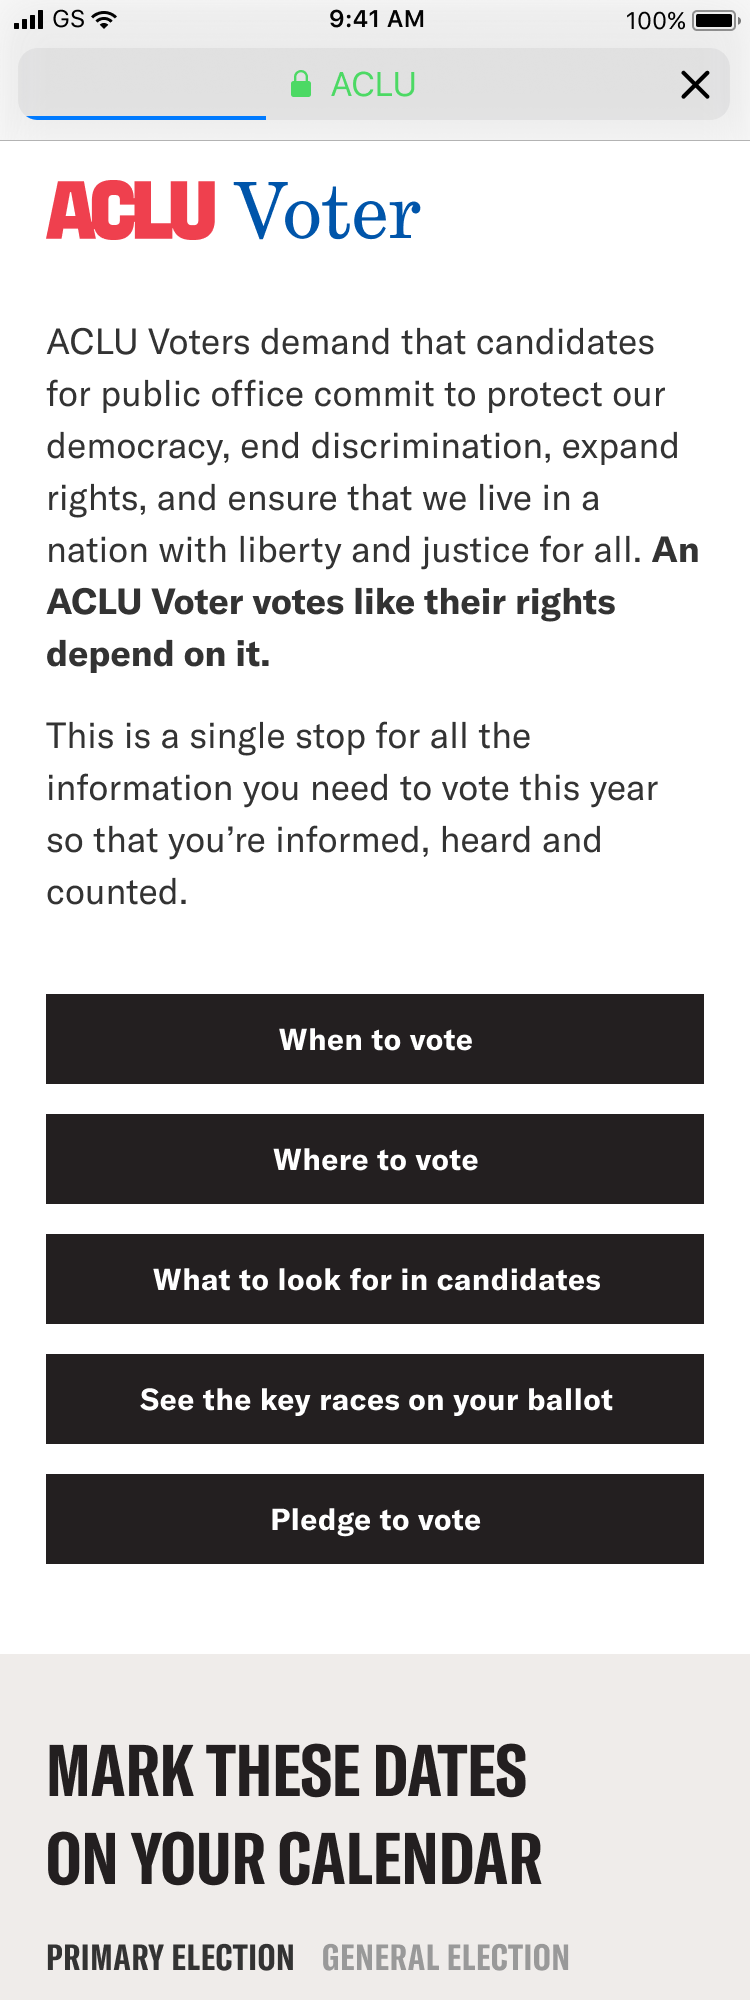 GS 9:41 AM 100%
ACLU
ACLU Voter
ACLU Voters demand that candidates
for public office commit to protect our
democracy, end discrimination, expand
rights, and ensure that we live in a
nation with liberty and justice for all. An
ACLU Voter votes like their rights
depend on it.
This is a single stop for all the
information you need to vote this year
so that you’re informed, heard and
counted.
When to vote
Where to vote
What to look for in candidates
See the key races on your ballot
Pledge to vote
MARK THESE DATES
ON YOUR CALENDAR
PRIMARY ELECTION GENERAL ELECTION